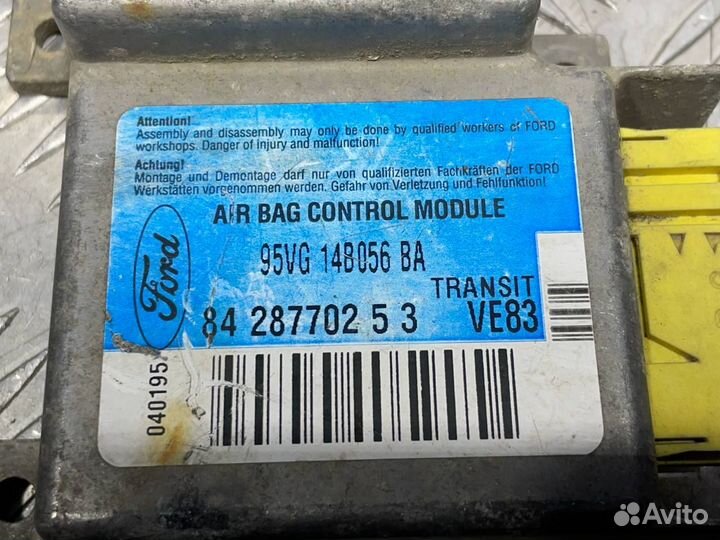 Attention!
Assembly and disassembly may only be done by qualified workers of FORD
workshops. Danger of injury and malfunction!
Achtung!
Montage und Demontage darf nur von qualifizierten Fachkräften der FORD
Werkstätten vorgenommen werden. Gefahr von Verletzung und Fehlfunktion!
AIR BAG CONTROL MODULE
Ford
95VG 14B056 BA
TRANSIT
84 287702 5 3 VE83
040195
Avito